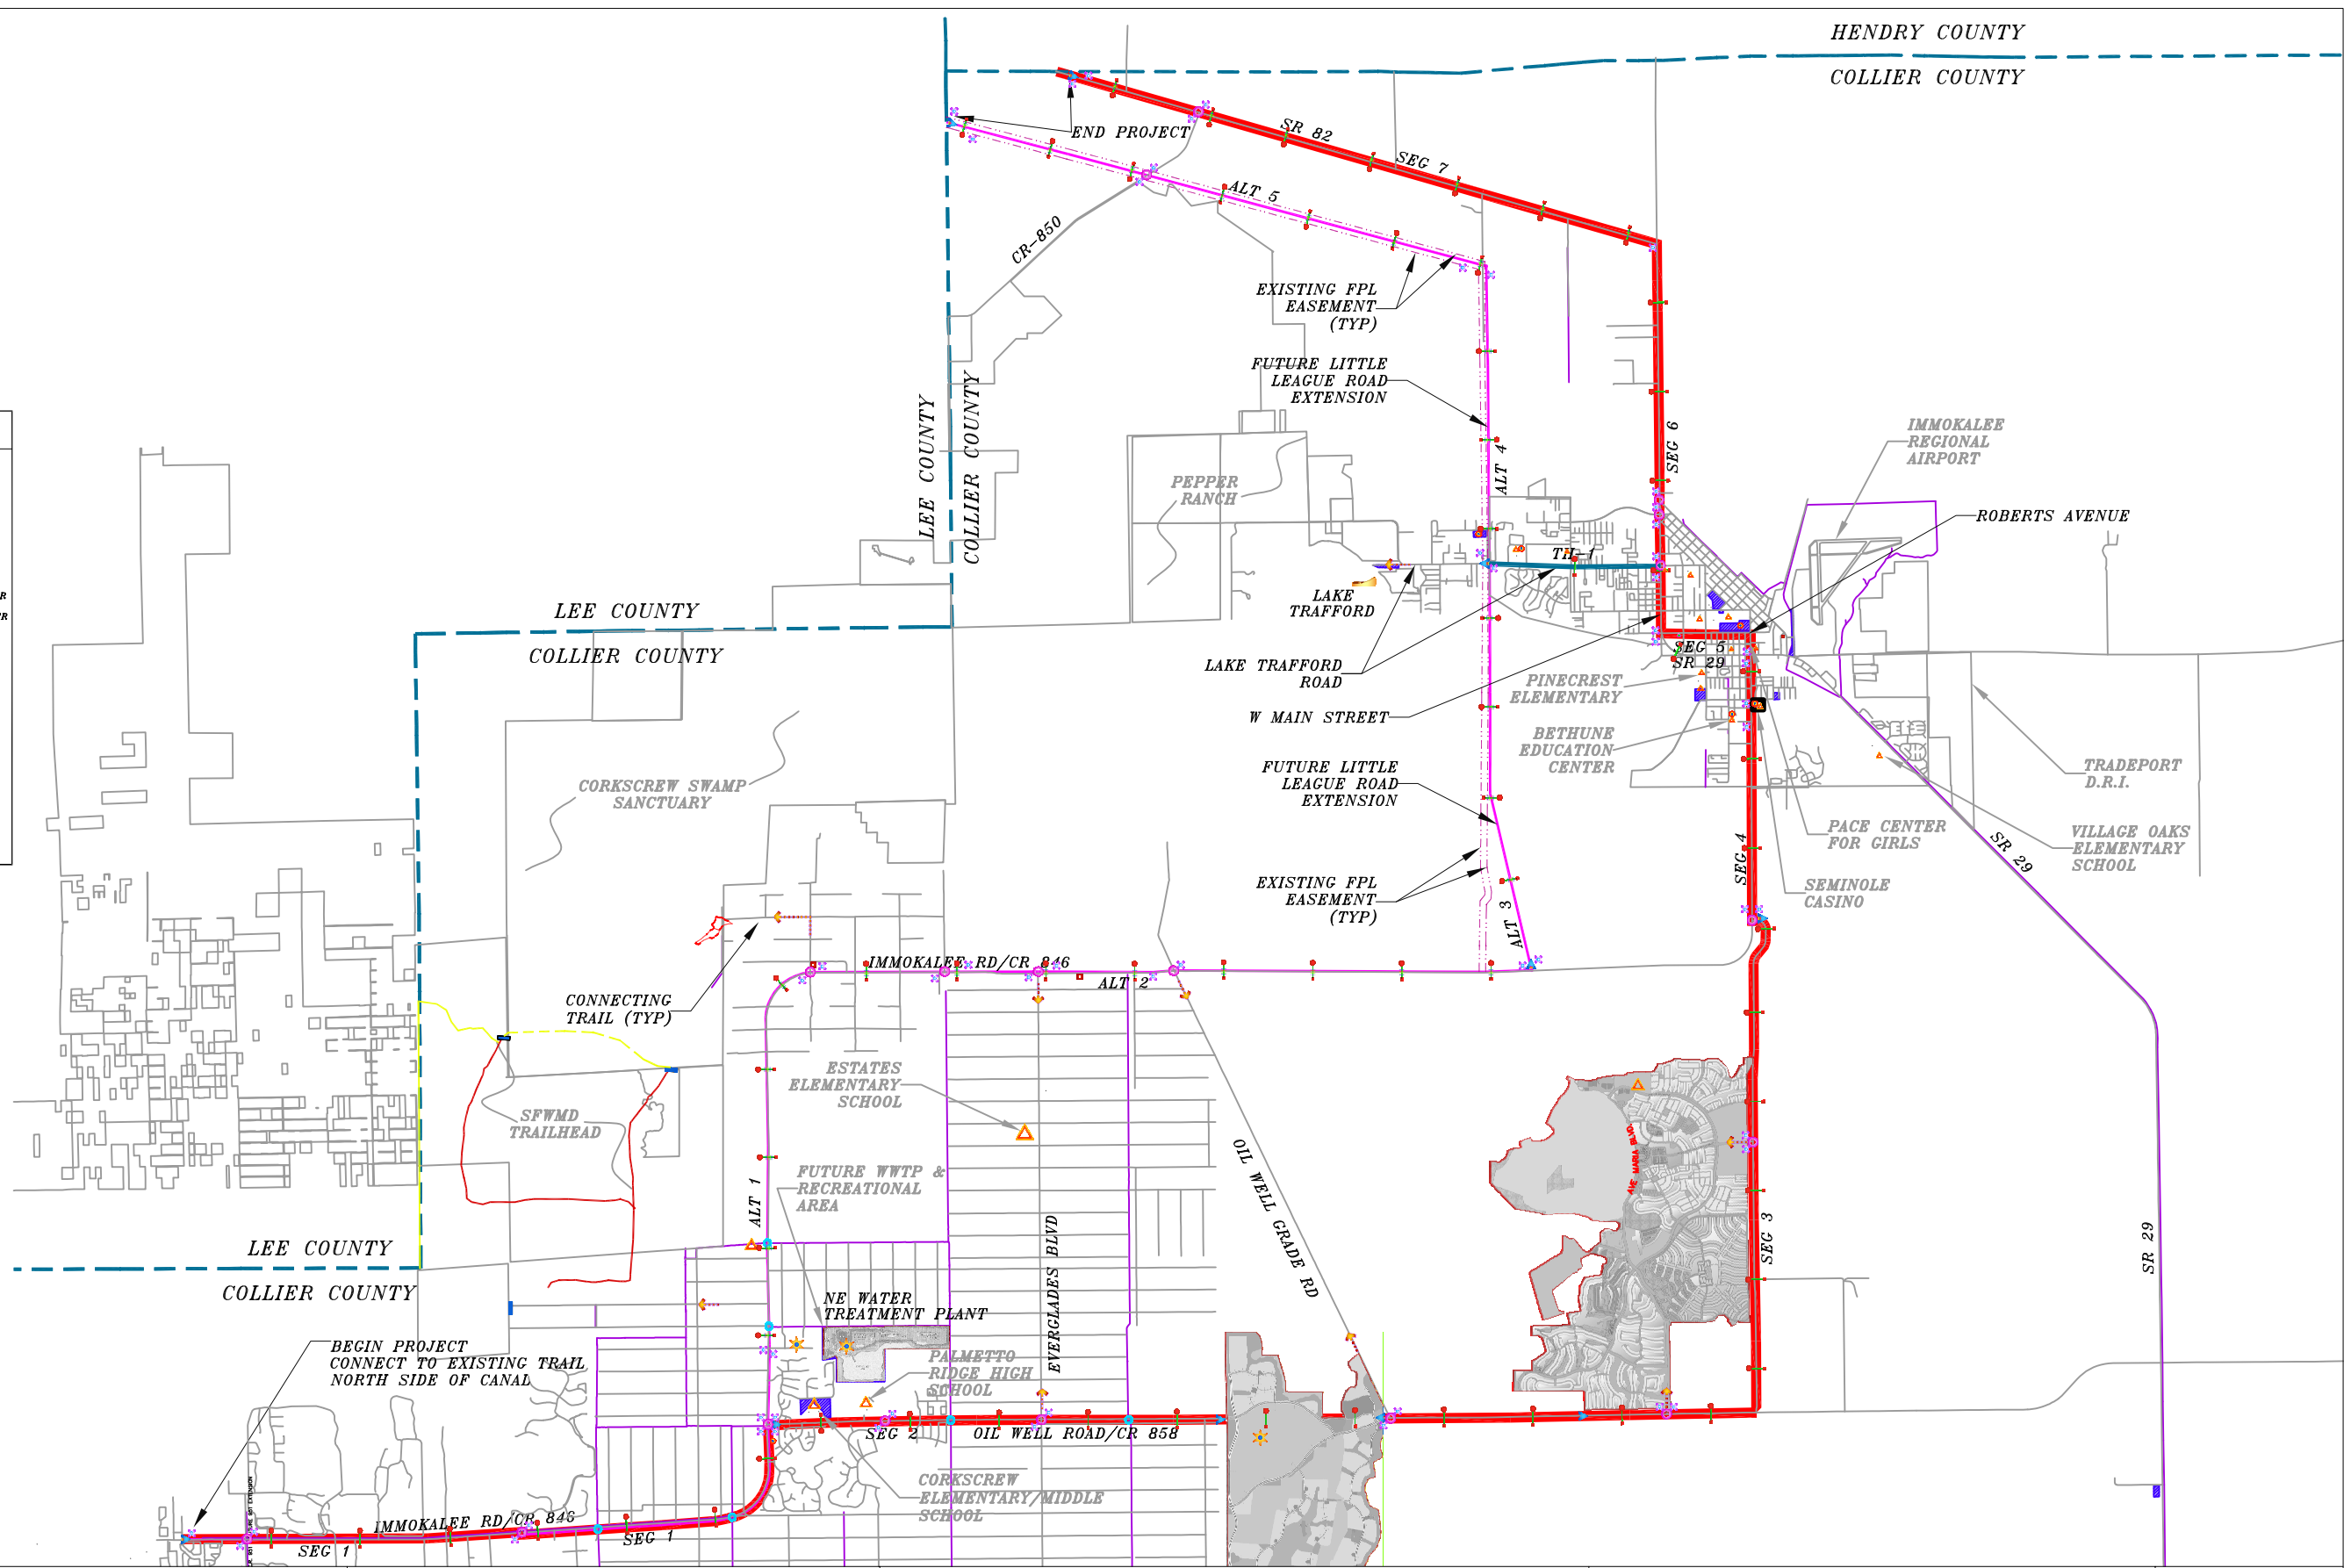 HENDRY COUNTY
COLLIER COUNTY
END PROJECT
SR 82
SEG 7
ALT 5
CR-850
EXISTING FPL
EASEMENT
(TYP)
FUTURE LITTLE
LEAGUE ROAD
EXTENSION
LEE COUNTY
COLLIER COUNTY
ALT 4
SEG 6
IMMOKALEE
REGIONAL
AIRPORT
PEPPER
RANCH
ROBERTS AVENUE
TH-1
LAKE
TRAFFORD
LEE COUNTY
COLLIER COUNTY
SEG 5
SR 29
LAKE TRAFFORD
ROAD
PINECREST
ELEMENTARY
W MAIN STREET
BETHUNE
EDUCATION
CENTER
TRADEPORT
D.R.I.
FUTURE LITTLE
LEAGUE ROAD
EXTENSION
CORKSCREW SWAMP
SANCTUARY
PACE CENTER
FOR GIRLS
VILLAGE OAKS
ELEMENTARY
SCHOOL
SR 29
SEG 4
EXISTING FPL
EASEMENT
(TYP)
SEMINOLE
CASINO
ALT 3
IMMOKALEE RD/CR 846
ALT 2
CONNECTING
TRAIL (TYP)
ESTATES
ELEMENTARY
SCHOOL
SFWMD
TRAILHEAD
OIL WELL GRADE RD
AVE MARIA BLVD.
FUTURE WWTP &
RECREATIONAL
AREA
ALT 1
EVERGLADES BLVD
SEG 3
SR 29
LEE COUNTY
COLLIER COUNTY
NE WATER
TREATMENT PLANT
BEGIN PROJECT
CONNECT TO EXISTING TRAIL
NORTH SIDE OF CANAL
PALMETTO
RIDGE HIGH
SCHOOL
SEG 2
OIL WELL ROAD/CR 858
CORKSCREW
ELEMENTARY/MIDDLE
SCHOOL
IMMOKALEE RD/CR 846
SEG 1
SEG 1